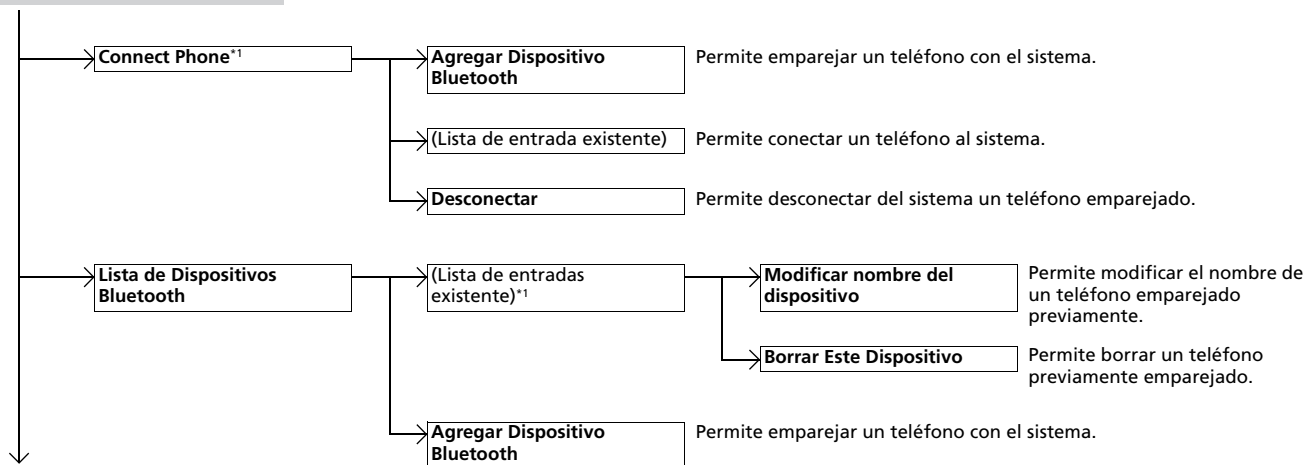 Connect Phone*1
Agregar Dispositivo
Bluetooth
Permite emparejar un teléfono con el sistema.
(Lista de entrada existente)
Permite conectar un teléfono al sistema.
Desconectar
Permite desconectar del sistema un teléfono emparejado.
Lista de Dispositivos
Bluetooth
(Lista de entradas
existente)*1
Modificar nombre del
dispositivo
Permite modificar el nombre de
un teléfono emparejado
previamente.
Borrar Este Dispositivo
Permite borrar un teléfono
previamente emparejado.
Agregar Dispositivo
Bluetooth
Permite emparejar un teléfono con el sistema.